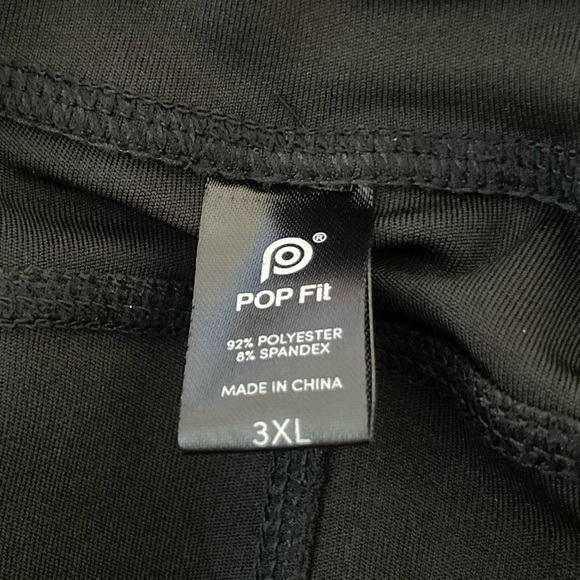 ®
POP Fit
92% POLYESTER
8% SPANDEX
MADE IN CHINA
3XL